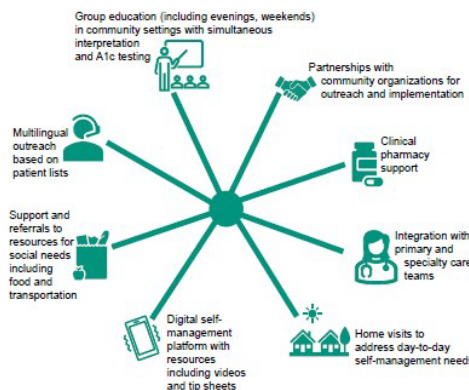 Group education (including evenings, weekends)
in community settings with simultaneous
interpretation
and A1c testing
Partnerships with
community organizations for
outreach and implementation
Clinical
pharmacy
support
Integration with
primary and
specialty care
teams
Home visits to
address day-to-day
self-management needs
Digital self-
management
platform with
resources
including videos
and tip sheets
Support and
referrals to
resources for
social needs
including
food and
transportation
Multilingual
outreach
based on
patient lists